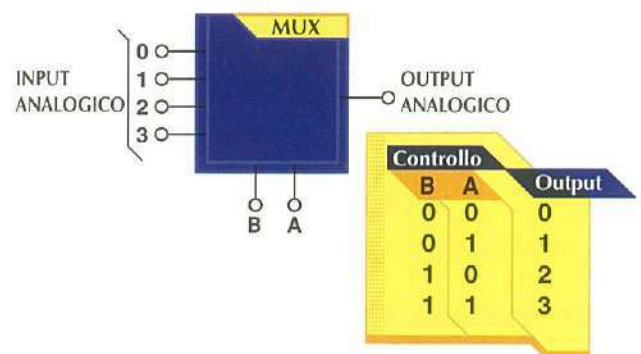 MUX
0
1
2
3
INPUT
ANALOGICO
OUTPUT
ANALOGICO
B A
Controllo Output
B A
0 0 0
0 1 1
1 0 2
1 1 3